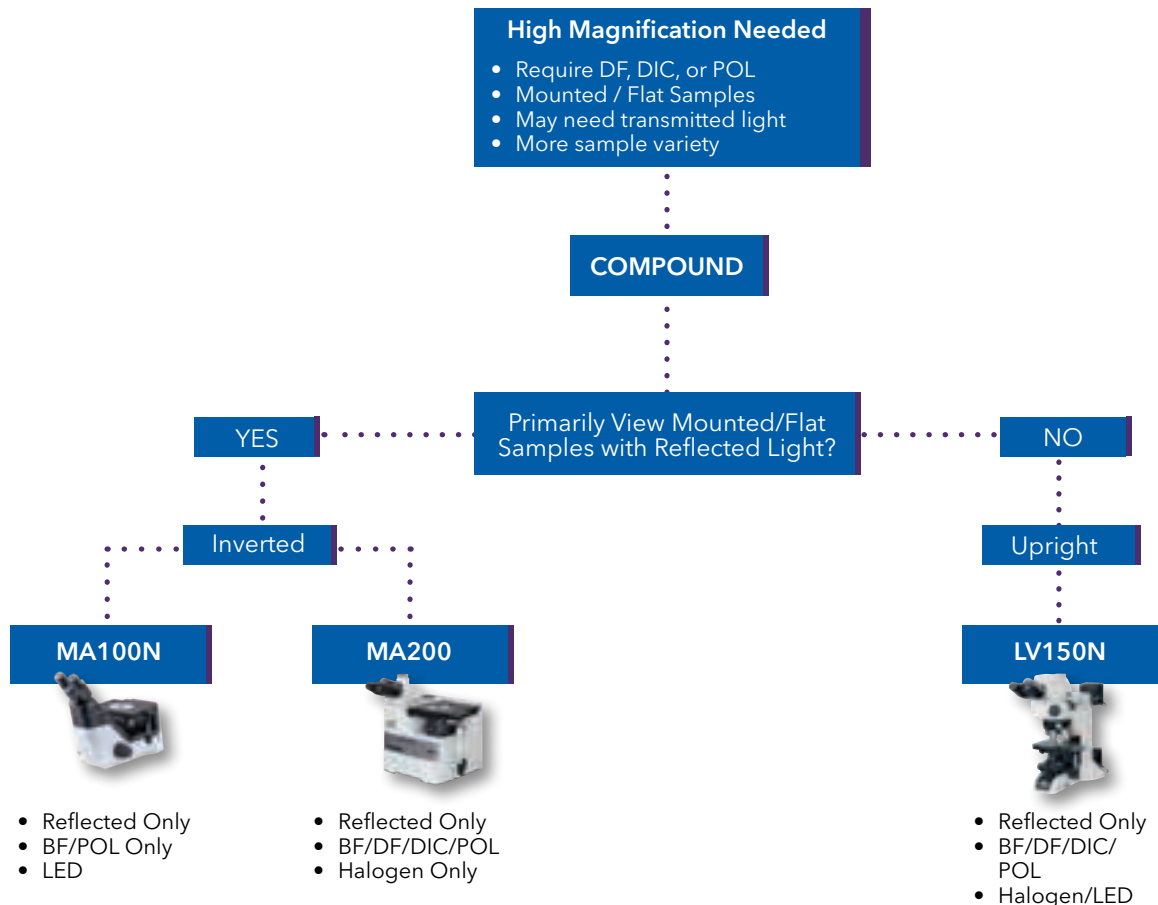 High Magnification Needed
• Require DF, DIC, or POL
• Mounted / Flat Samples
• May need transmitted light
• More sample variety
COMPOUND
Primarily View Mounted/Flat
Samples with Reflected Light?
YES
NO
Inverted
Upright
MA100N
MA200
LV150N
• Reflected Only
• BF/POL Only
• LED
• Reflected Only
• BF/DF/DIC/POL
• Halogen Only
• Reflected Only
• BF/DF/DIC/
POL
• Halogen/LED